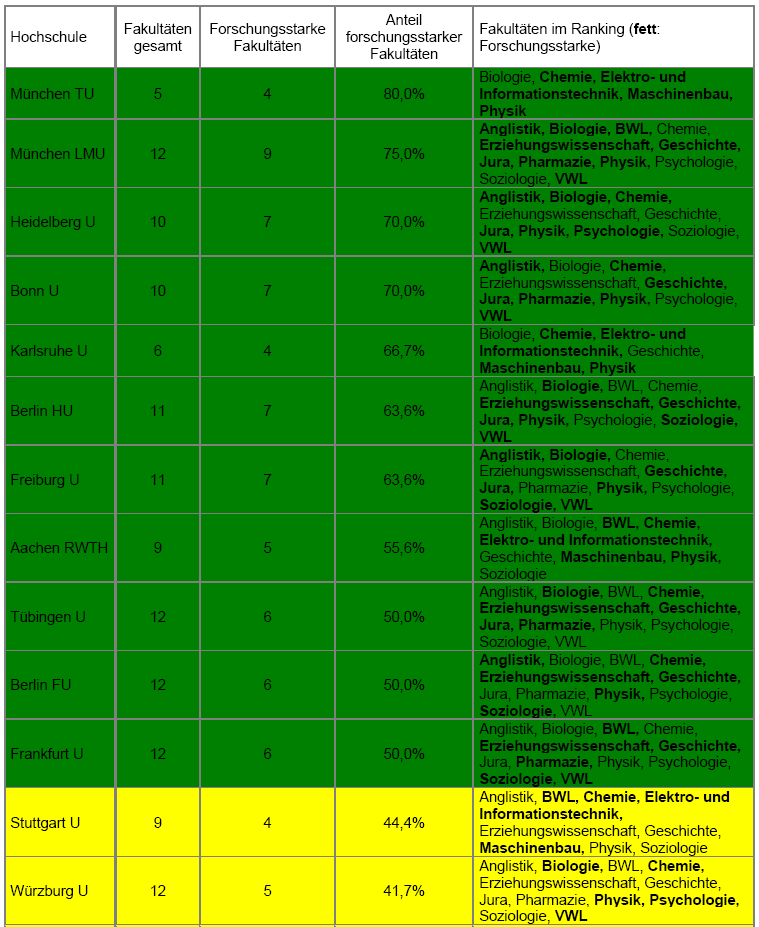 Hochschule
Fakultäten
gesamt
Forschungsstarke
Fakultäten
Anteil
forschungsstarker
Fakultäten
Fakultäten im Ranking (fett:
Forschungsstarke)
München TU
5
4
80,0%
Biologie, Chemie, Elektro- und
Informationstechnik, Maschinenbau,
Physik
München LMU
12
9
75,0%
Anglistik, Biologie, BWL, Chemie,
Erziehungswissenschaft, Geschichte,
Jura, Pharmazie, Physik, Psychologie,
Soziologie, VWL
Heidelberg U
10
7
70,0%
Anglistik, Biologie, Chemie,
Erziehungswissenschaft, Geschichte,
Jura, Physik, Psychologie, Soziologie,
VWL
Bonn U
10
7
70,0%
Anglistik, Biologie, Chemie,
Erziehungswissenschaft, Geschichte,
Jura, Pharmazie, Physik, Psychologie,
VWL
Karlsruhe U
6
4
66,7%
Biologie, Chemie, Elektro- und
Informationstechnik, Geschichte,
Maschinenbau, Physik
Berlin HU
11
7
63,6%
Anglistik, Biologie, BWL, Chemie,
Erziehungswissenschaft, Geschichte,
Jura, Physik, Psychologie, Soziologie,
VWL
Freiburg U
11
7
63,6%
Anglistik, Biologie, Chemie,
Erziehungswissenschaft, Geschichte,
Jura, Pharmazie, Physik, Psychologie,
Soziologie, VWL
Aachen RWTH
9
5
55,6%
Anglistik, Biologie, BWL, Chemie,
Elektro- und Informationstechnik,
Geschichte, Maschinenbau, Physik,
Soziologie
Tübingen U
12
6
50,0%
Anglistik, Biologie, BWL, Chemie,
Erziehungswissenschaft, Geschichte,
Jura, Pharmazie, Physik, Psychologie,
Soziologie, VWL
Berlin FU
12
6
50,0%
Anglistik, Biologie, BWL, Chemie,
Erziehungswissenschaft, Geschichte,
Jura, Pharmazie, Physik, Psychologie,
Soziologie, VWL
Frankfurt U
12
6
50,0%
Anglistik, Biologie, BWL, Chemie,
Erziehungswissenschaft, Geschichte,
Jura, Pharmazie, Physik, Psychologie,
Soziologie, VWL
Stuttgart U
9
4
44,4%
Anglistik, BWL, Chemie, Elektro- und
Informationstechnik,
Erziehungswissenschaft, Geschichte,
Maschinenbau, Physik, Soziologie
Würzburg U
12
5
41,7%
Anglistik, Biologie, BWL, Chemie,
Erziehungswissenschaft, Geschichte,
Jura, Pharmazie, Physik, Psychologie,
Soziologie, VWL